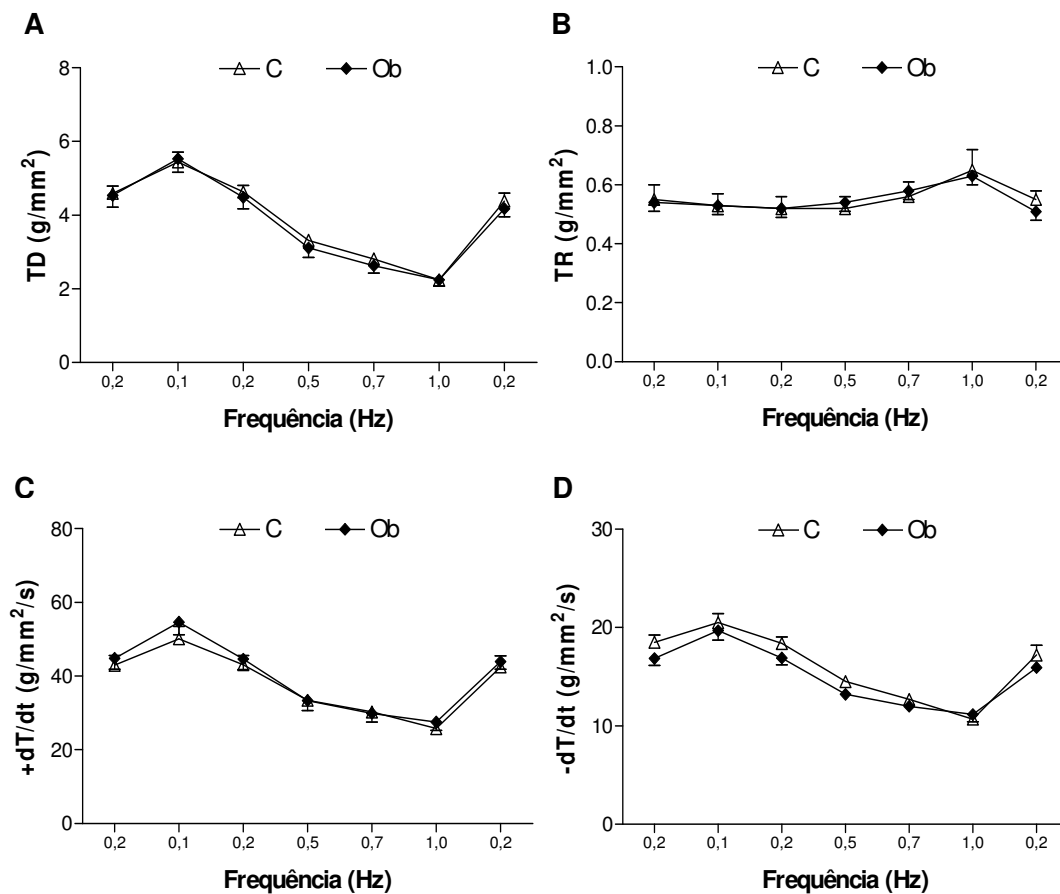 A
C Ob
8
6
4
2
0
TD (g/mm²)
0,2 0,1 0,2 0,5 0,7 1,0 0,2
Frequência (Hz)
B
C Ob
1.0
0.8
0.6
0.4
0.2
0.0
TR (g/mm²)
0,2 0,1 0,2 0,5 0,7 1,0 0,2
Frequência (Hz)
C
C Ob
80
60
40
20
0
+dT/dt (g/mm²/s)
0,2 0,1 0,2 0,5 0,7 1,0 0,2
Frequência (Hz)
D
C Ob
30
20
10
0
-dT/dt (g/mm²/s)
0,2 0,1 0,2 0,5 0,7 1,0 0,2
Frequência (Hz)